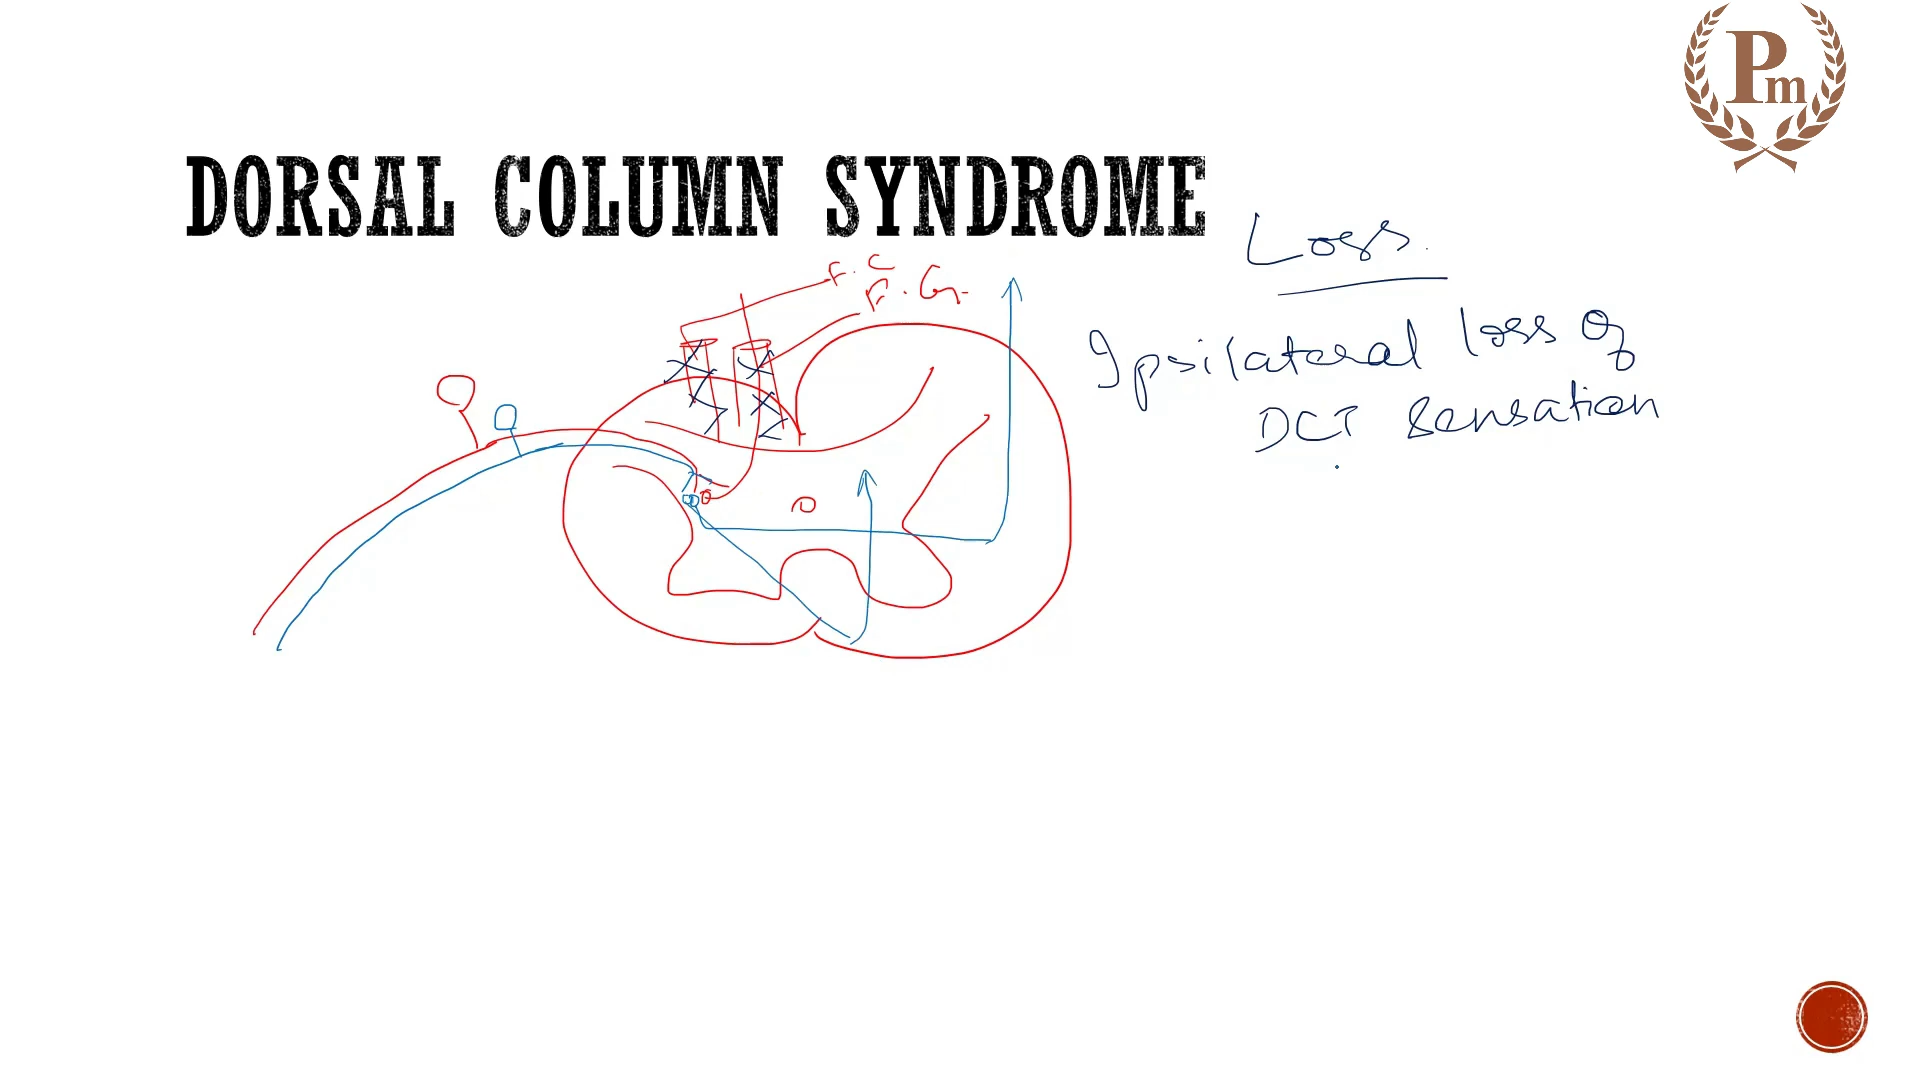 Pm
DORSAL COLUMN SYNDROME
Loss.
F. C
F. G.
Ipsilateral loss of
DCT Sensation